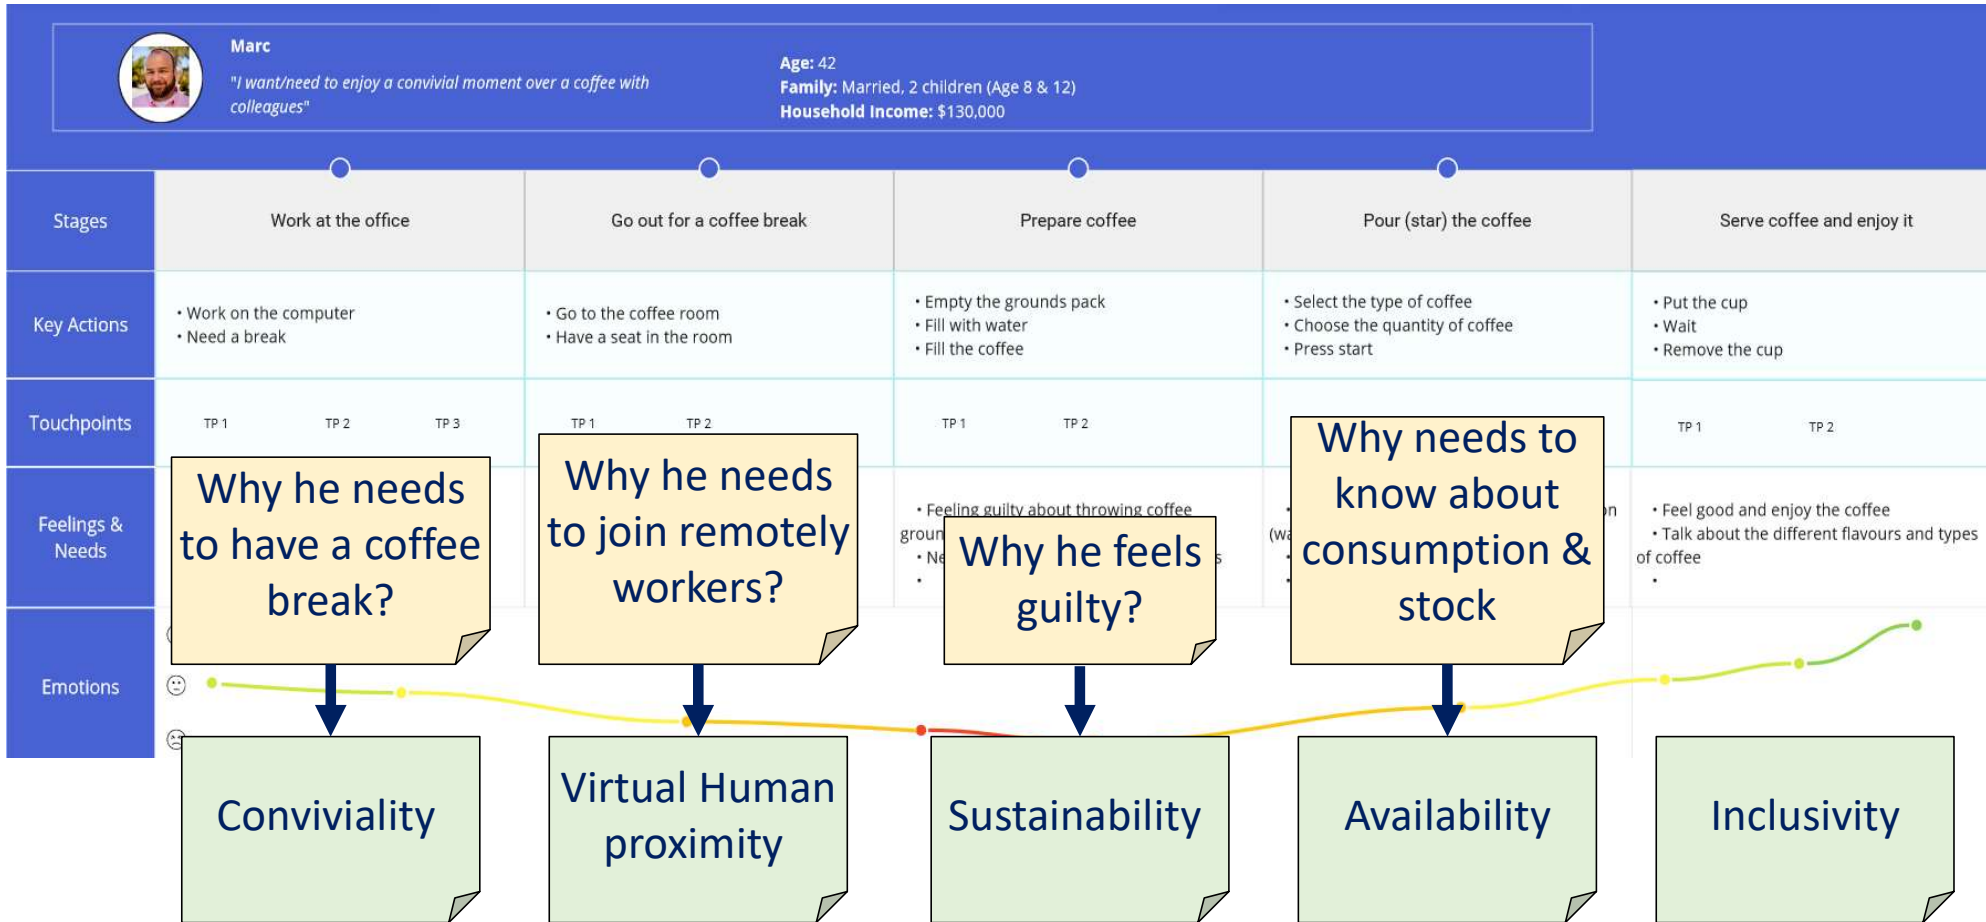 Marc
"I want/need to enjoy a convivial moment over a coffee with
colleagues"
Age: 42
Family: Married, 2 children (Age 8 & 12)
Household Income: $130,000
Stages
Work at the office
Go out for a coffee break
Prepare coffee
Pour (star) the coffee
Serve coffee and enjoy it
Key Actions
• Work on the computer
• Need a break
• Go to the coffee room
• Have a seat in the room
• Empty the grounds pack
• Fill with water
• Fill the coffee
• Select the type of coffee
• Choose the quantity of coffee
• Press start
• Put the cup
• Wait
• Remove the cup
Touchpoints
TP 1
TP 2
TP 3
TP 1
TP 2
TP 1
TP 2
TP 1
TP 2
Feelings &
Needs
Why he needs
to have a coffee
break?
Why he needs
to join remotely
workers?
• Feeling guilty about throwing coffee
Why he feels
guilty?
Why needs to
know about
consumption &
stock
• Feel good and enjoy the coffee
• Talk about the different flavours and types
of coffee
•
Emotions
Conviviality
Virtual Human
proximity
Sustainability
Availability
Inclusivity